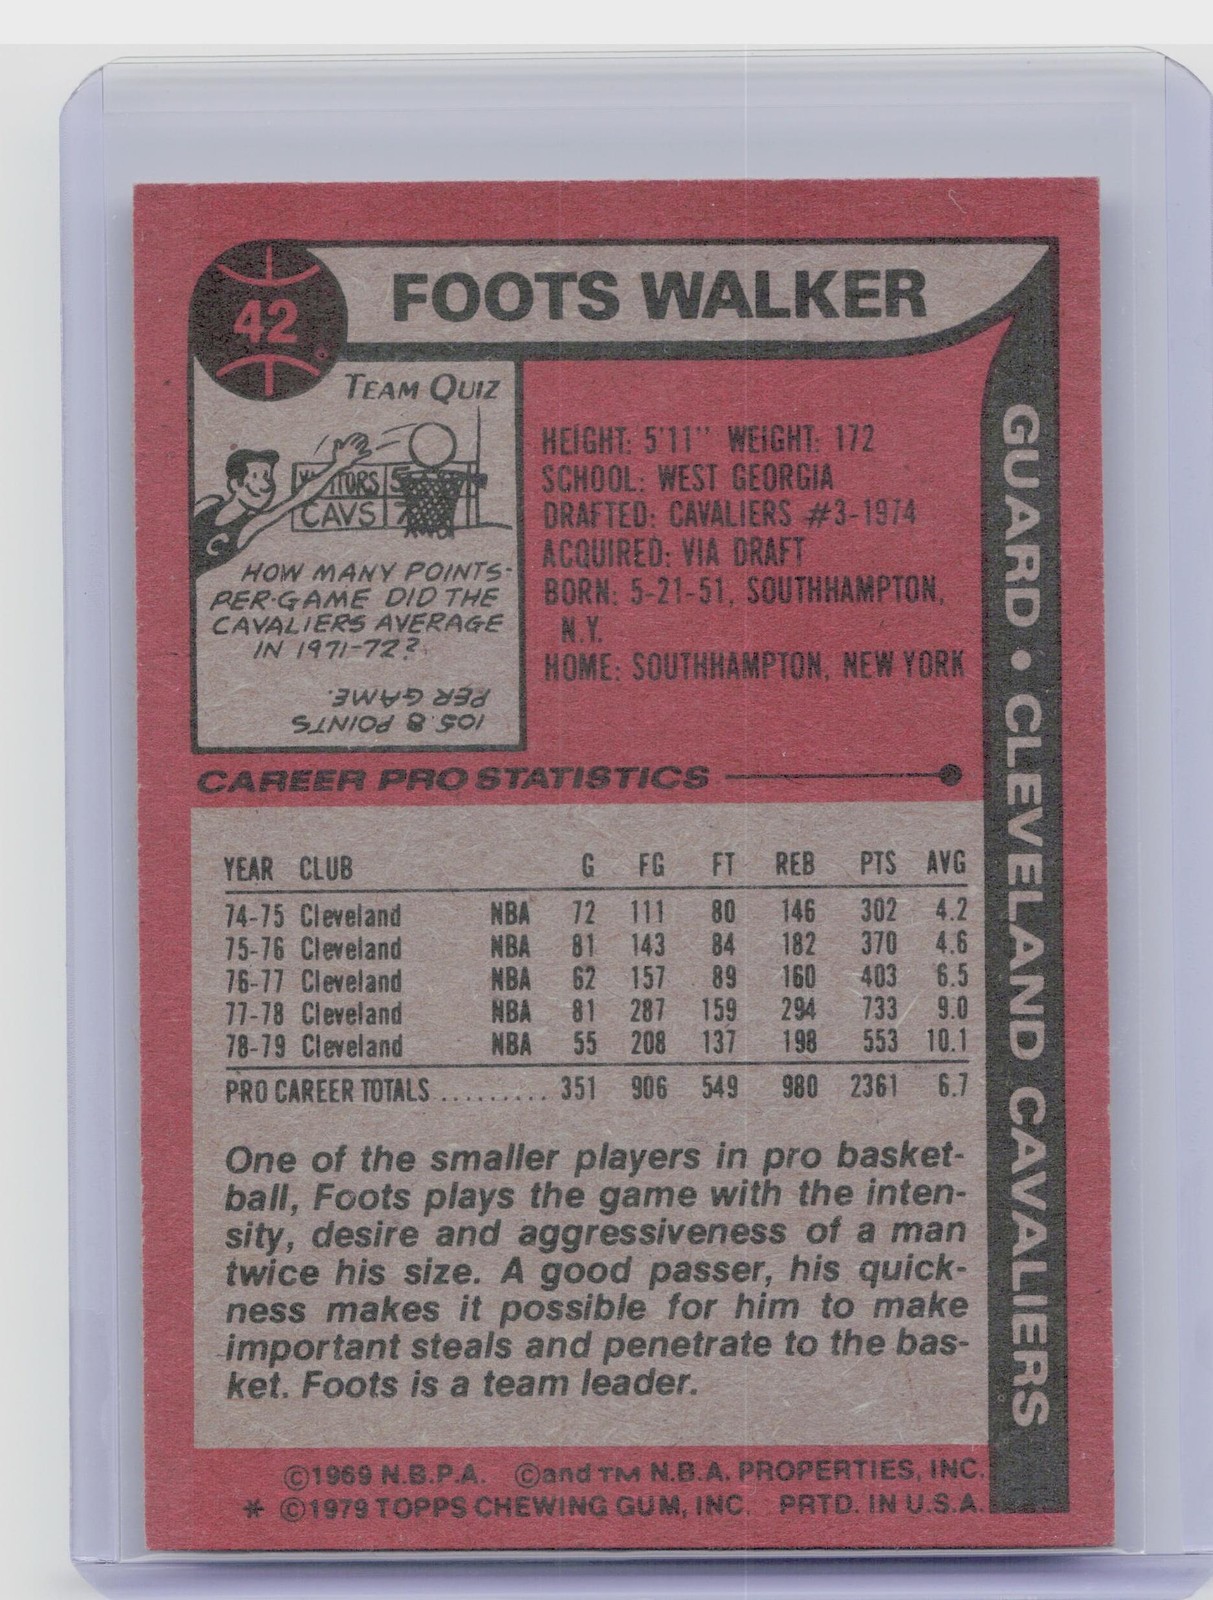 42
FOOTS WALKER
TEAM QUIZ
VISITORS 5
CAVS
C
HOW MANY POINTS-
PER-GAME DID THE
CAVALIERS AVERAGE
IN 1971-72?
105.8 POINTS
PER GAME.
HEIGHT: 5'11" WEIGHT: 172
SCHOOL: WEST GEORGIA
DRAFTED: CAVALIERS #3-1974
ACQUIRED: VIA DRAFT
BORN: 5-21-51, SOUTHHAMPTON,
N.Y.
HOME: SOUTHHAMPTON, NEW YORK
GUARD • CLEVELAND CAVALIERS
CAREER PRO STATISTICS
YEAR CLUB G FG FT REB PTS AVG
74-75 Cleveland NBA 72 111 80 146 302 4.2
75-76 Cleveland NBA 81 143 84 182 370 4.6
76-77 Cleveland NBA 62 157 89 160 403 6.5
77-78 Cleveland NBA 81 287 159 294 733 9.0
78-79 Cleveland NBA 55 208 137 198 553 10.1
PRO CAREER TOTALS ......... 351 906 549 980 2361 6.7
One of the smaller players in pro basket-
ball, Foots plays the game with the inten-
sity, desire and aggressiveness of a man
twice his size. A good passer, his quick-
ness makes it possible for him to make
important steals and penetrate to the bas-
ket. Foots is a team leader.
©1969 N.B.P.A. ©and TM N.B.A. PROPERTIES, INC.
* ©1979 TOPPS CHEWING GUM, INC. PRTD. IN U.S.A.